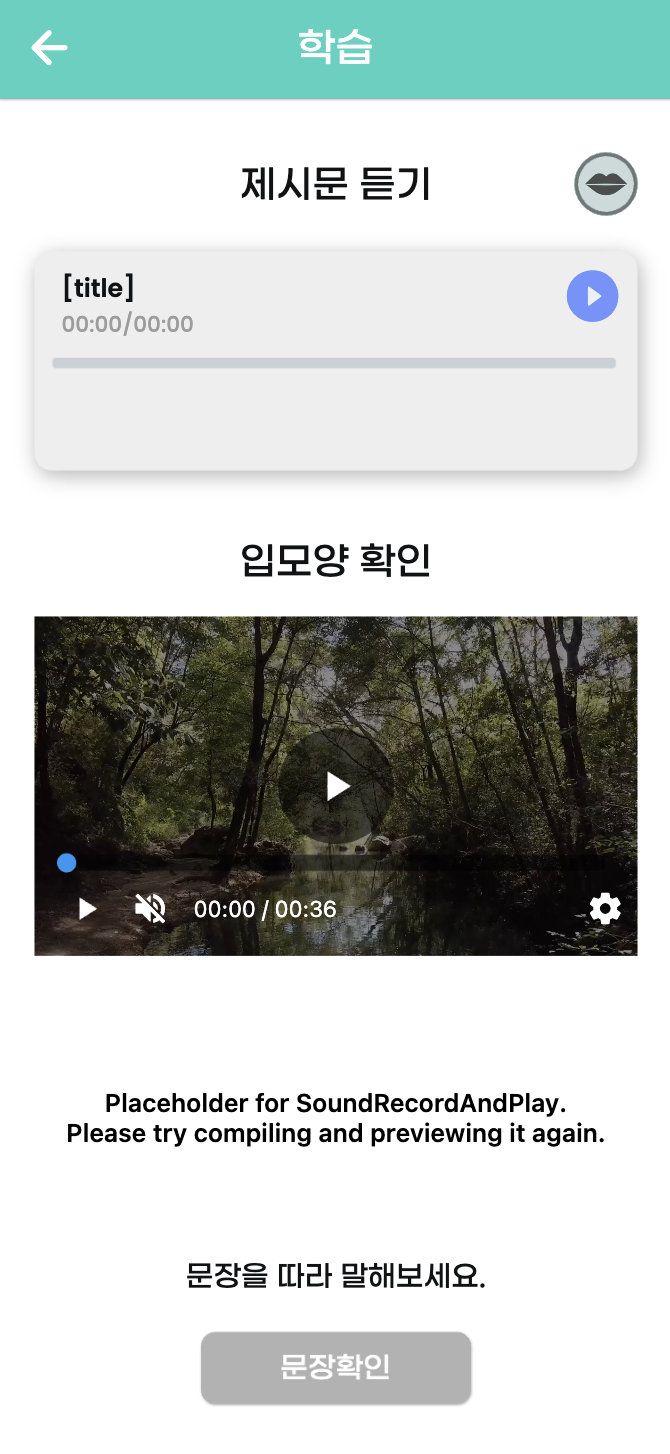 학습
제시문 듣기
[title]
00:00/00:00
입모양 확인
00:00 / 00:36
Placeholder for SoundRecordAndPlay.
Please try compiling and previewing it again.
문장을 따라 말해보세요.
문장확인